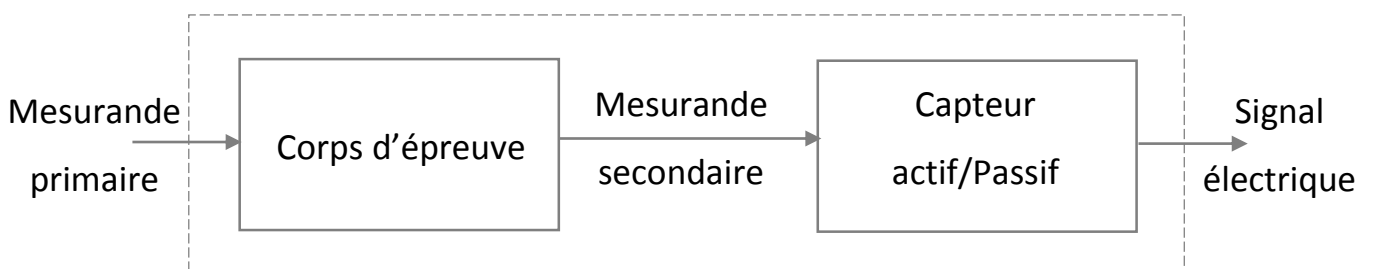 Mesurande
primaire
Corps d’épreuve
Mesurande
secondaire
Capteur
actif/Passif
Signal
électrique